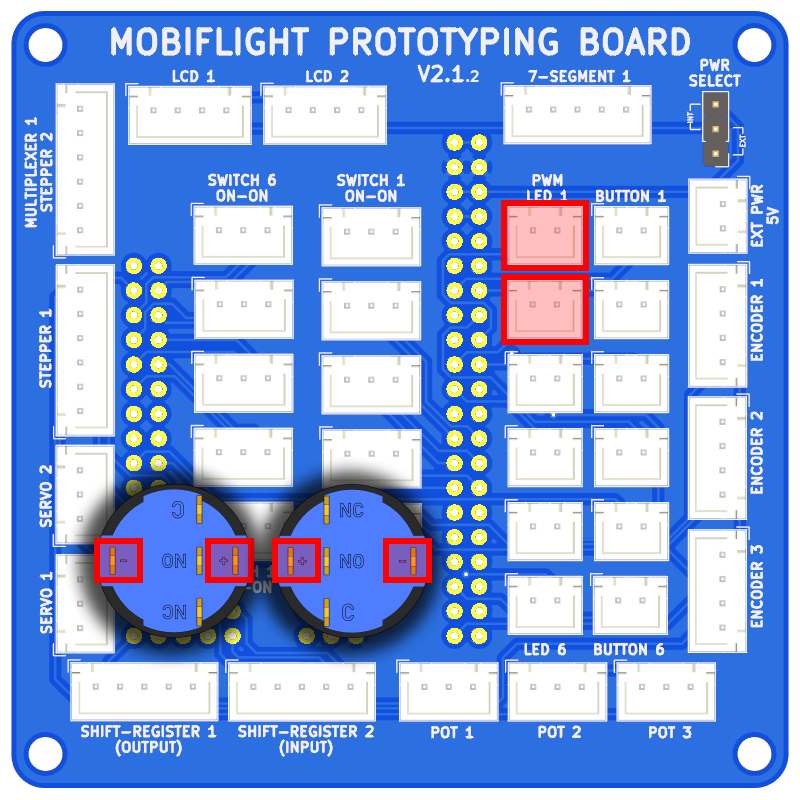 MOBIFLIGHT PROTOTYPING BOARD
LCD 1
LCD 2
V2.1.2
7-SEGMENT 1
PWR
SELECT
INT
EXT
MULTIPLEXER 1
STEPPER 2
SWITCH 6
ON-ON
SWITCH 1
ON-ON
PWM
LED 1
BUTTON 1
EXT PWR
5V
STEPPER 1
ENCODER 1
SERVO 2
ENCODER 2
C
NC
- NO +
+ NO -
NC
C
-ON
SERVO 1
ENCODER 3
LED 6
BUTTON 6
SHIFT-REGISTER 1
(OUTPUT)
SHIFT-REGISTER 2
(INPUT)
POT 1
POT 2
POT 3